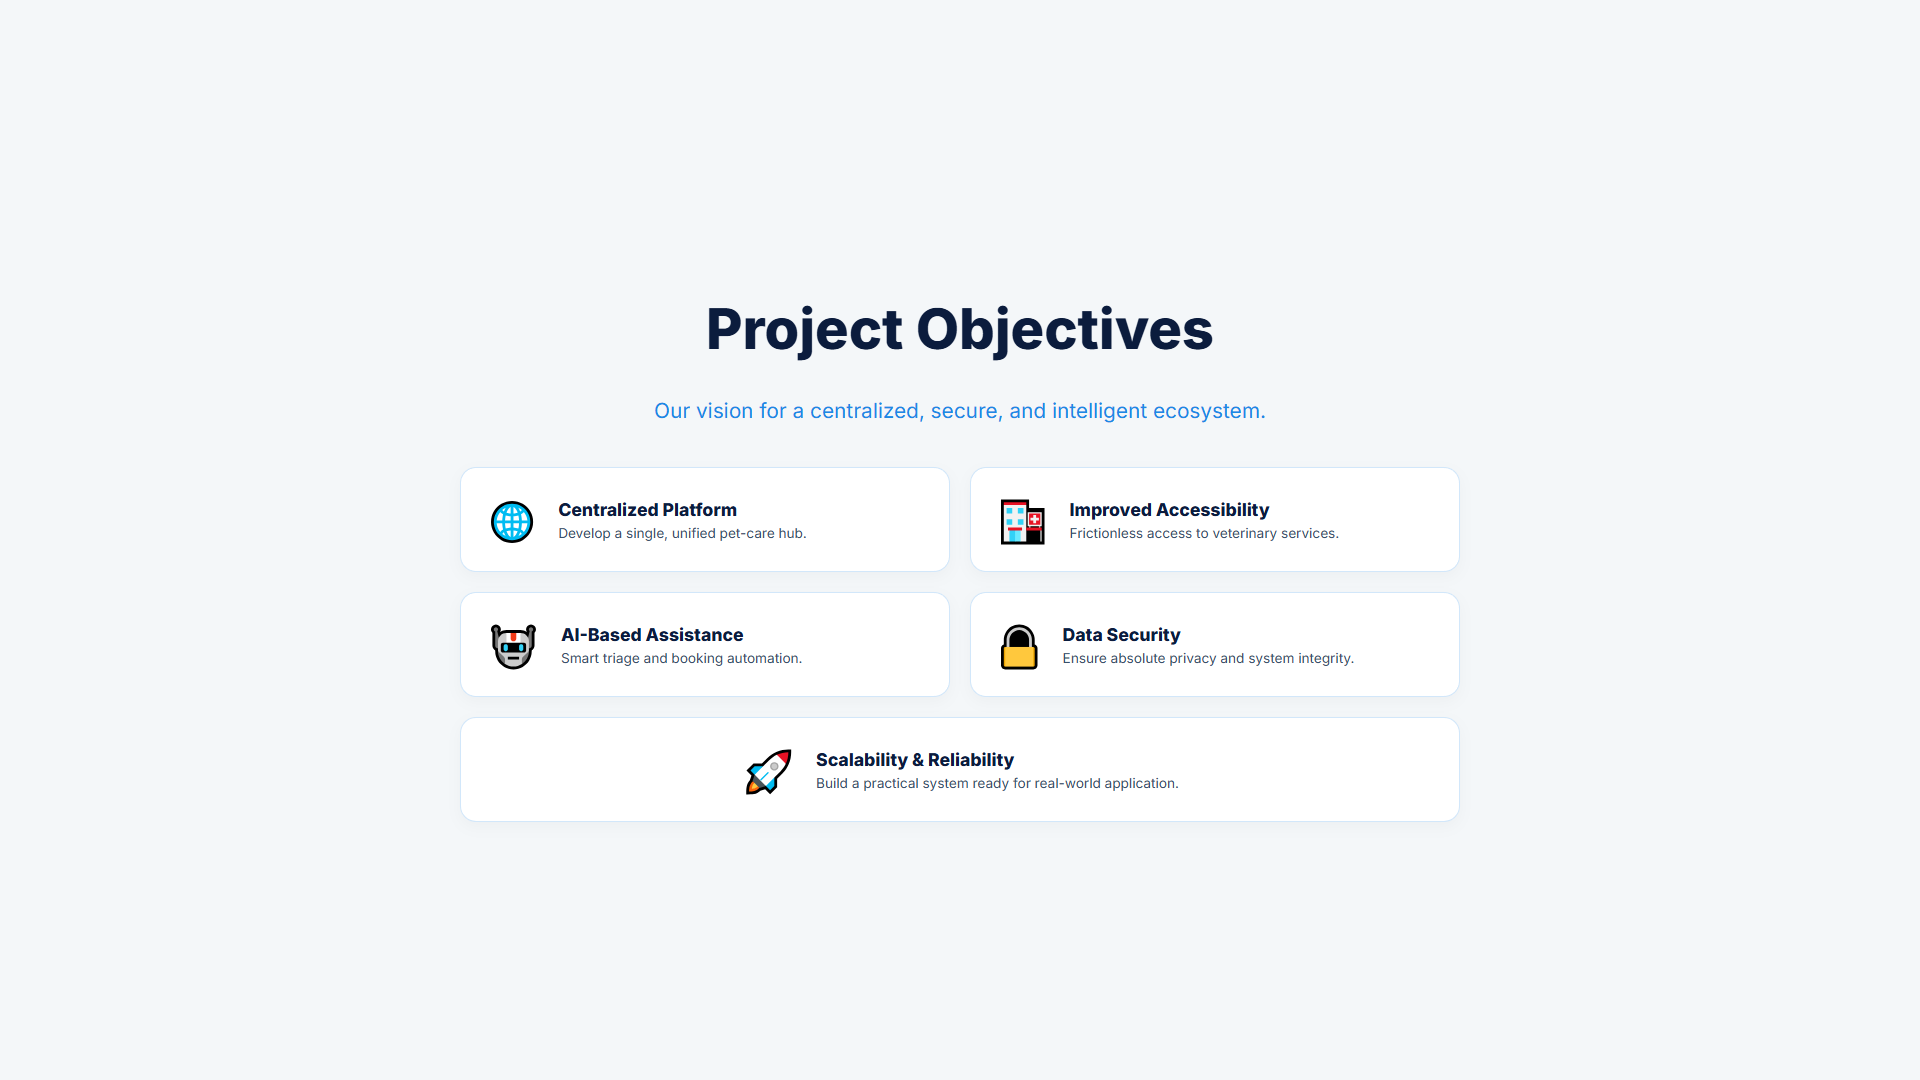 Project Objectives
Our vision for a centralized, secure, and intelligent ecosystem.
Centralized Platform
Develop a single, unified pet-care hub.
Improved Accessibility
Frictionless access to veterinary services.
AI-Based Assistance
Smart triage and booking automation.
Data Security
Ensure absolute privacy and system integrity.
Scalability & Reliability
Build a practical system ready for real-world application.